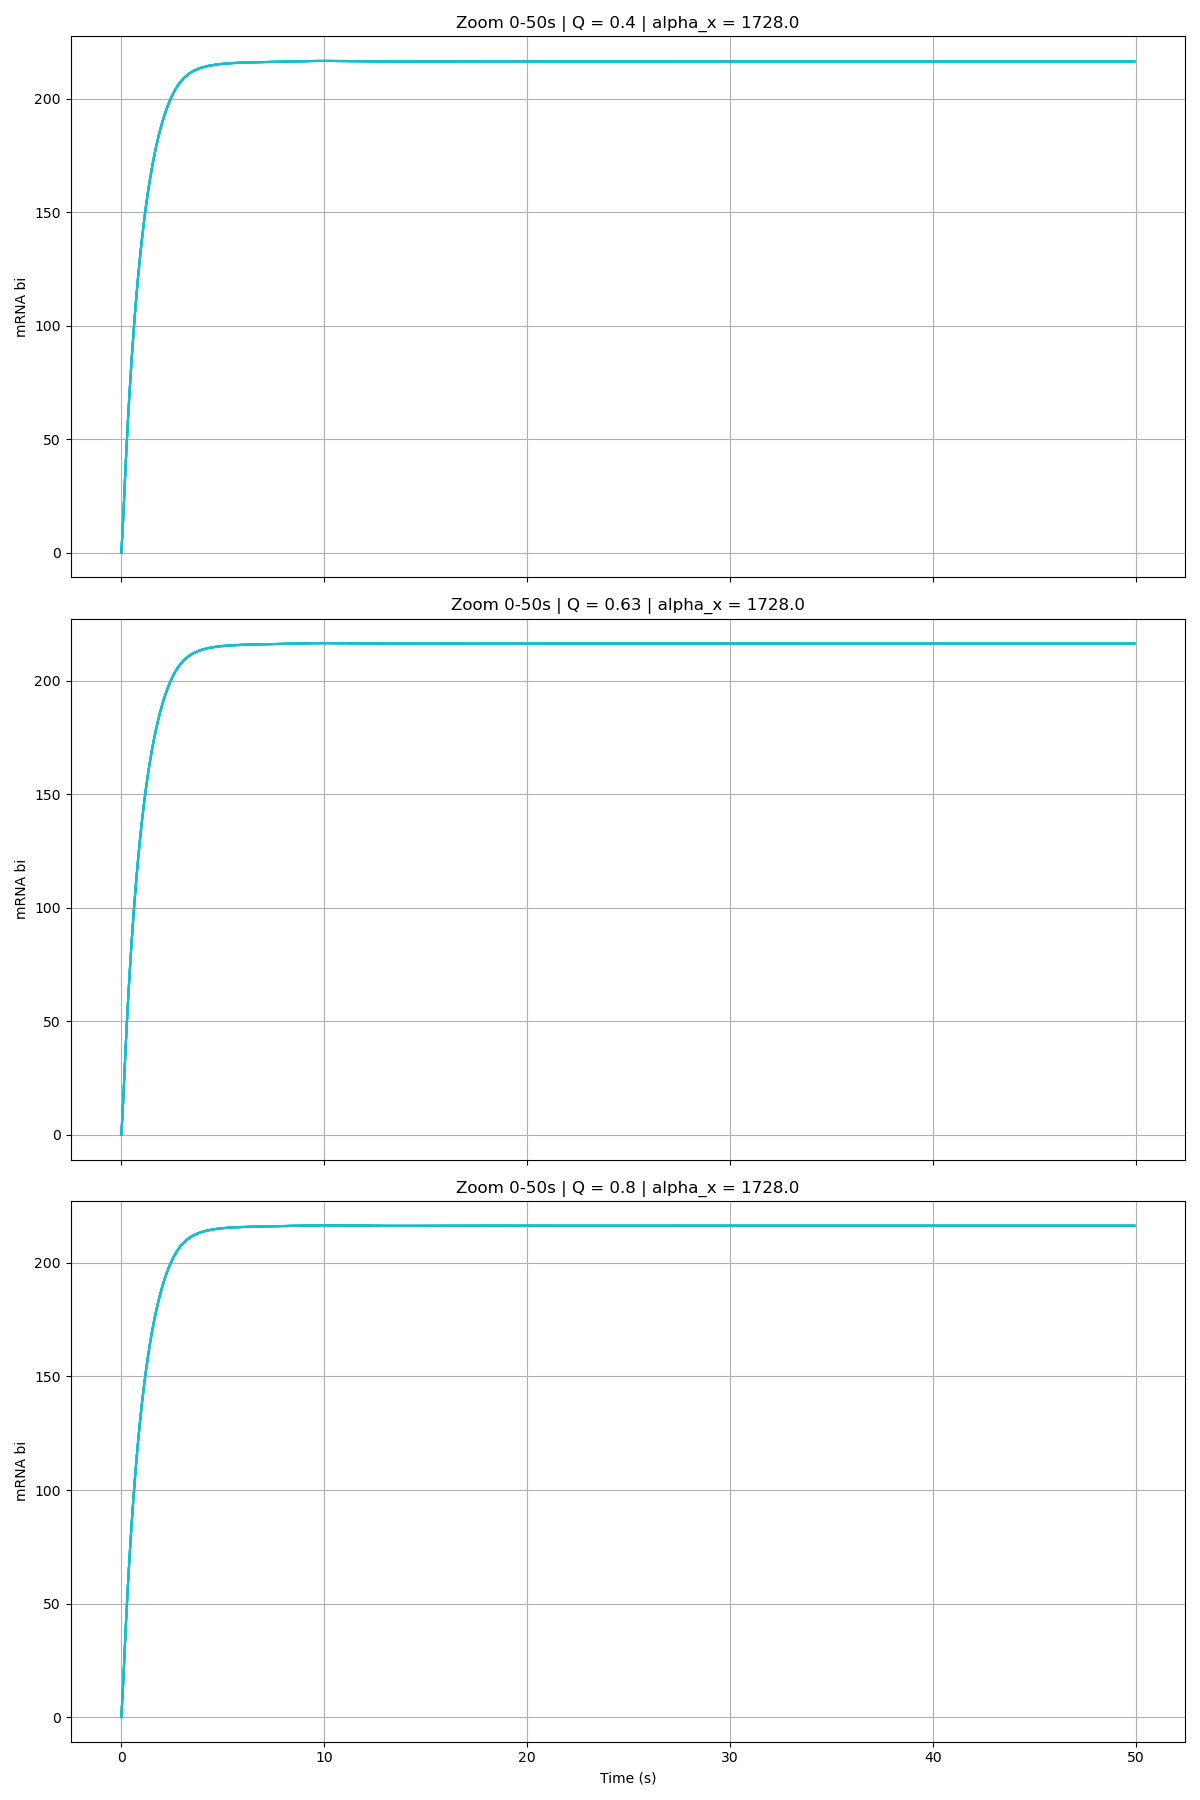 Zoom 0-50s | Q = 0.4 | alpha_x = 1728.0
200
150
100
50
0
mRNA bi
Zoom 0-50s | Q = 0.63 | alpha_x = 1728.0
200
150
100
50
0
mRNA bi
Zoom 0-50s | Q = 0.8 | alpha_x = 1728.0
200
150
100
50
0
mRNA bi
0 10 20 30 40 50
Time (s)